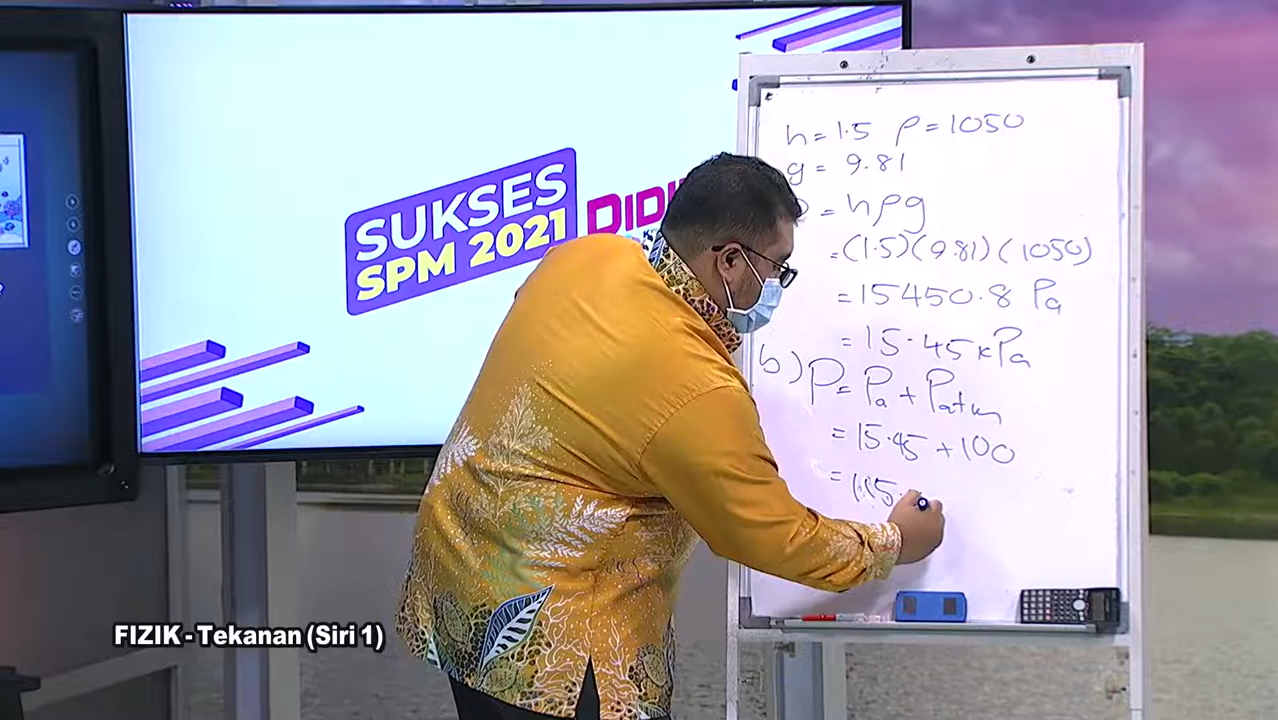 SUKSES
SPM 2021
DIDI
h = 1.5 ρ = 1050
g = 9.81
= hρg
= (1.5)(9.81)(1050)
= 15450.8 Pa
= 15.45 kPa
b) P = Pa + Patm
= 15.45 + 100
= 115
FIZIK - Tekanan (Siri 1)